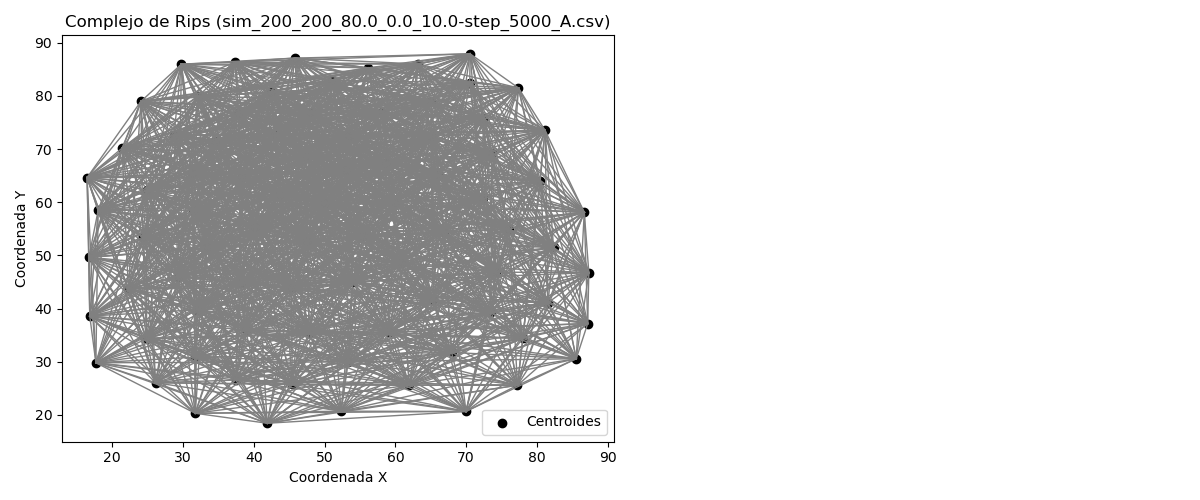 Complejo de Rips (sim_200_200_80.0_0.0_10.0-step_5000_A.csv)
90
80
70
60
50
40
30
20
Coordenada Y
Centroides
20 30 40 50 60 70 80 90
Coordenada X